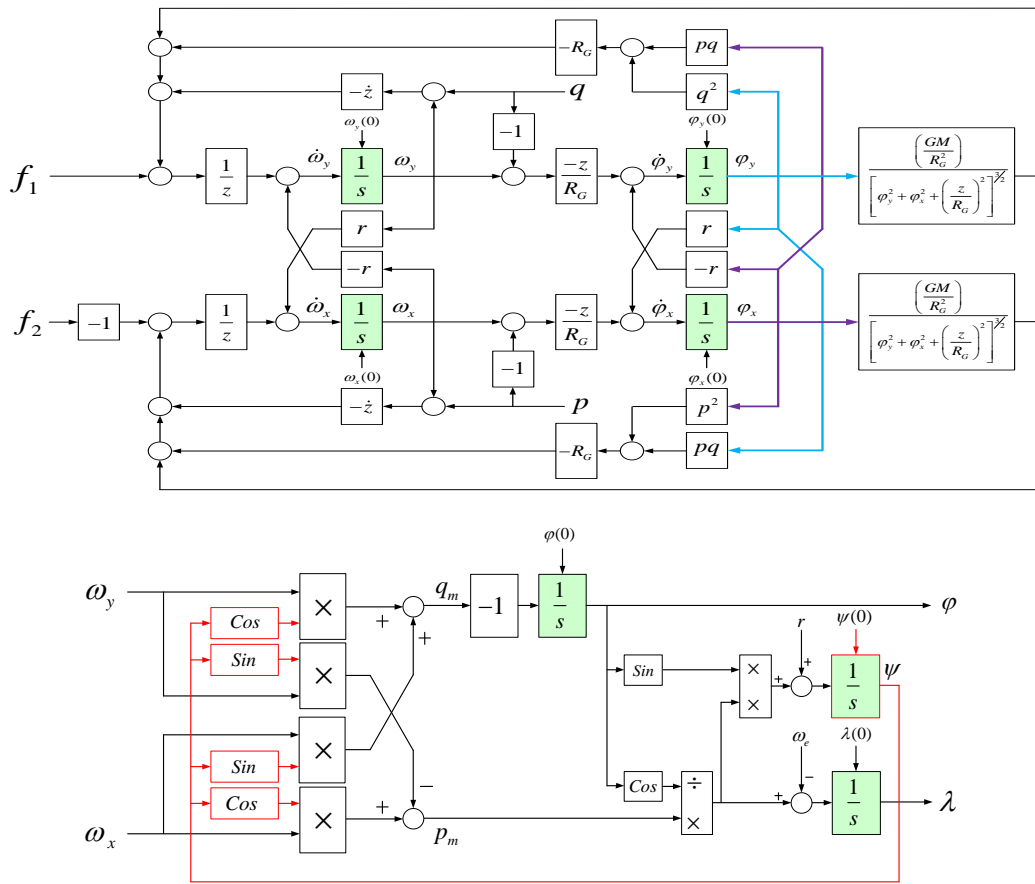 −R_G
pq
−ż
q
q²
ω_y(0)
φ_y(0)
−1
f₁
1/z
ω̇_y
1/s
ω_y
−z/R_G
φ̇_y
1/s
φ_y
(GM/R_G²)/[φ_y²+φ_x²+(z/R_G)²]^{3/2}
r
r
−r
−r
f₂
−1
1/z
ω̇_x
1/s
ω_x
−z/R_G
φ̇_x
1/s
φ_x
(GM/R_G²)/[φ_y²+φ_x²+(z/R_G)²]^{3/2}
−1
ω_x(0)
φ_x(0)
−ż
p
p²
−R_G
pq
φ(0)
ω_y
×
+
q_m
−1
1/s
φ
Cos
+
r
ψ(0)
Sin
×
Sin
×
×
+
+
1/s
ψ
×
ω_e
λ(0)
Sin
−
−
Cos
×
+
Cos
÷
×
+
1/s
λ
ω_x
p_m